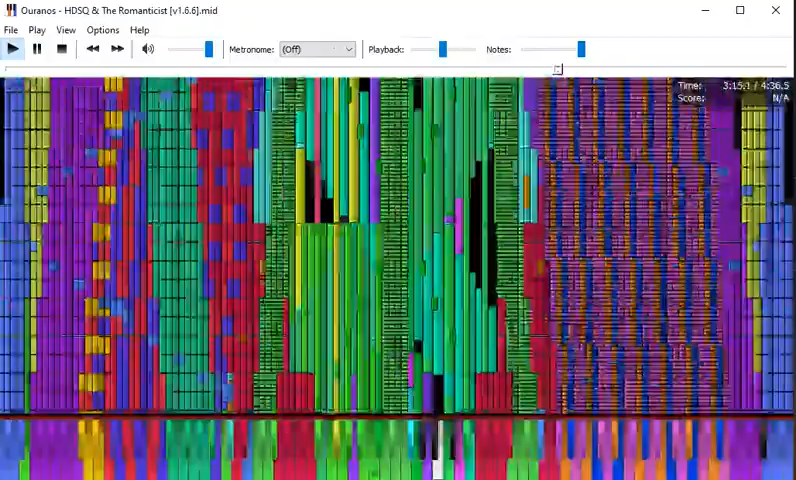 Ouranos - HDSQ & The Romanticist [v1.6.6].mid
File Play View Options Help
Metronome: (Off) Playback: Notes:
Time: 3:15.1 / 4:36.5
Score: N/A